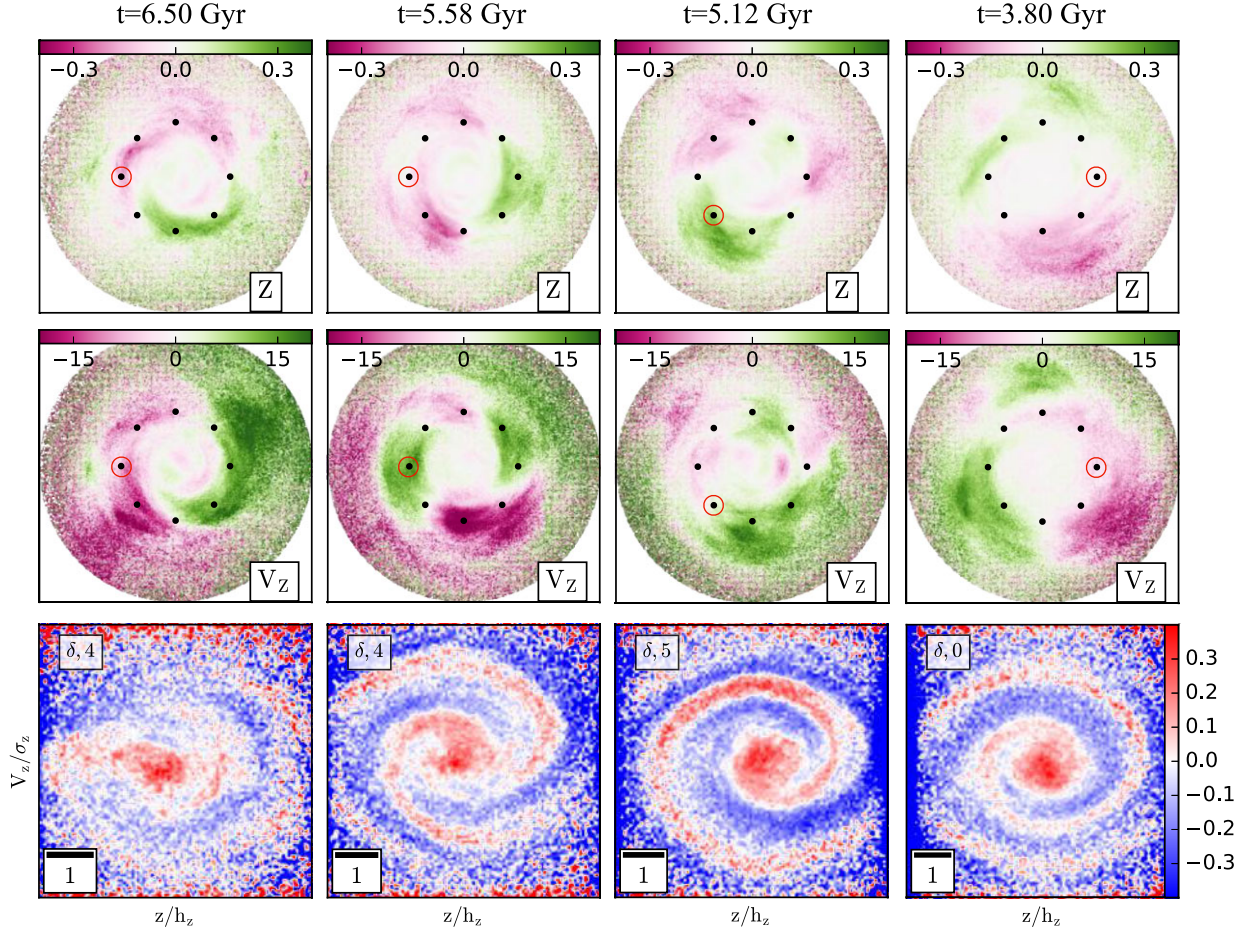 t=6.50 Gyr t=5.58 Gyr t=5.12 Gyr t=3.80 Gyr
−0.3 0.0 0.3 −0.3 0.0 0.3 −0.3 0.0 0.3 −0.3 0.0 0.3
Z Z Z Z
−15 0 15 −15 0 15 −15 0 15 −15 0 15
V_Z V_Z V_Z V_Z
δ, 4 δ, 4 δ, 5 δ, 0
0.3
0.2
0.1
0.0
−0.1
−0.2
−0.3
V_z/σ_z
1 1 1 1
z/h_z z/h_z z/h_z z/h_z